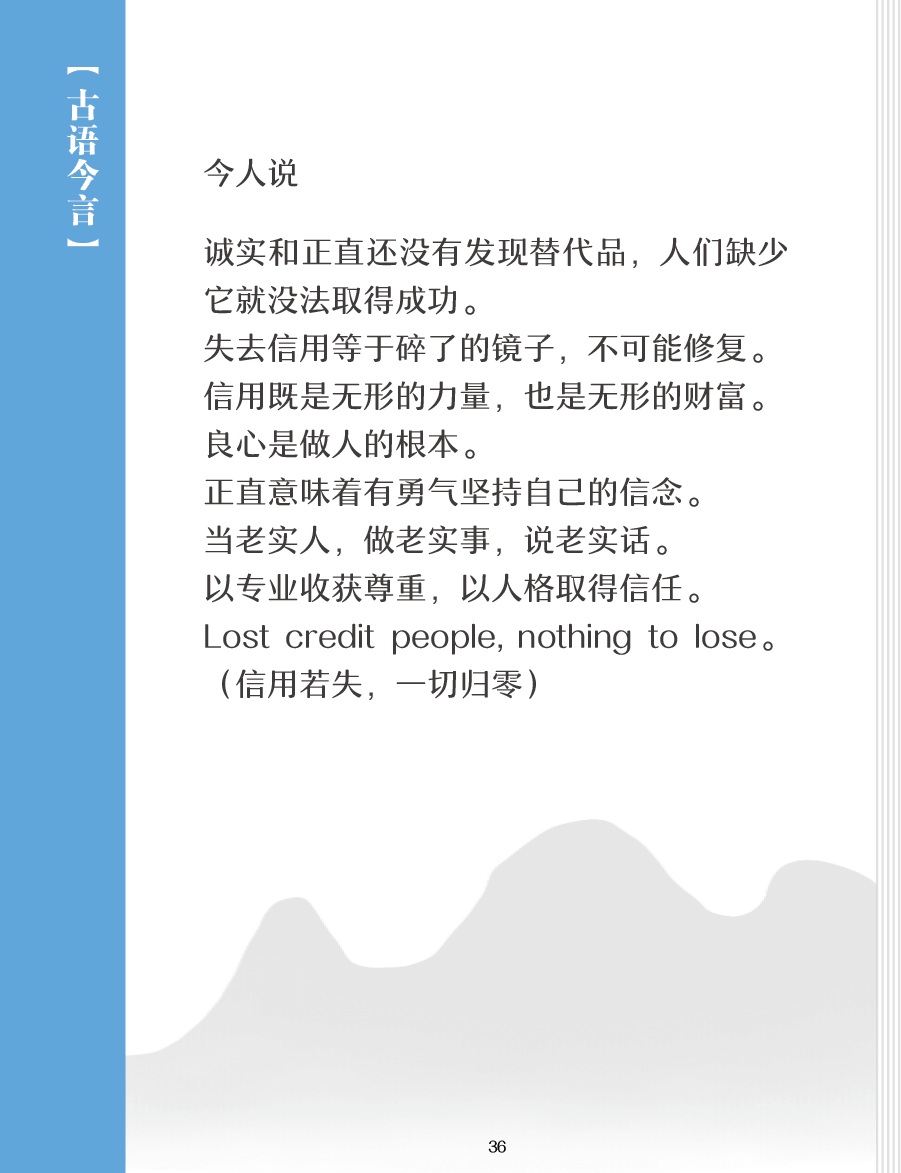 【古语今言】
今人说
诚实和正直还没有发现替代品，人们缺少
它就没法取得成功。
失去信用等于碎了的镜子，不可能修复。
信用既是无形的力量，也是无形的财富。
良心是做人的根本。
正直意味着有勇气坚持自己的信念。
当老实人，做老实事，说老实话。
以专业收获尊重，以人格取得信任。
Lost credit people, nothing to lose。
（信用若失，一切归零）
36